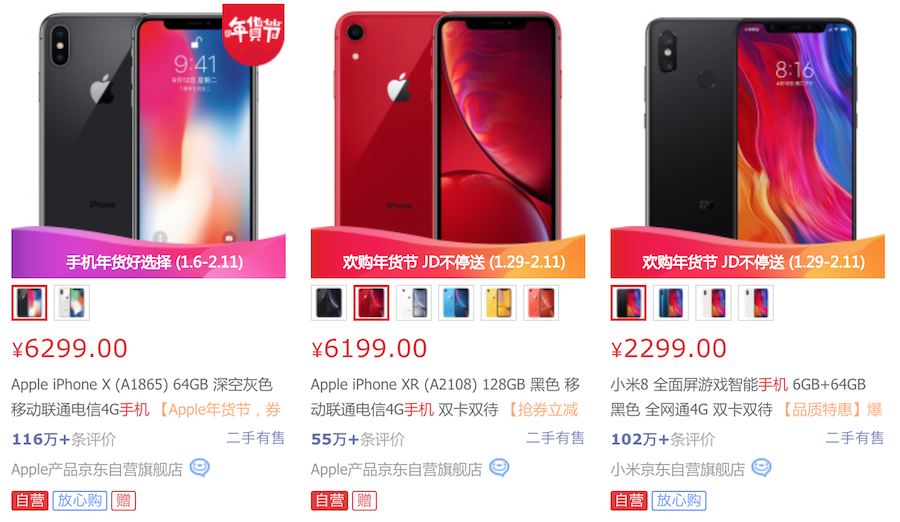 年货节
9:41
9月12日 星期二
iPhone
手机年货好选择 (1.6-2.11)
¥6299.00
Apple iPhone X (A1865) 64GB 深空灰色
移动联通电信4G手机 【Apple年货节，券
116万+条评价
二手有售
Apple产品京东自营旗舰店
自营 放心购 赠
iPhone
欢购年货节 JD不停送 (1.29-2.11)
¥6199.00
Apple iPhone XR (A2108) 128GB 黑色 移
动联通电信4G手机 双卡双待 【抢券立减
55万+条评价
二手有售
Apple产品京东自营旗舰店
自营 赠
8:16
欢购年货节 JD不停送 (1.29-2.11)
¥2299.00
小米8 全面屏游戏智能手机 6GB+64GB
黑色 全网通4G 双卡双待 【品质特惠】爆
102万+条评价
二手有售
小米京东自营旗舰店
自营 放心购